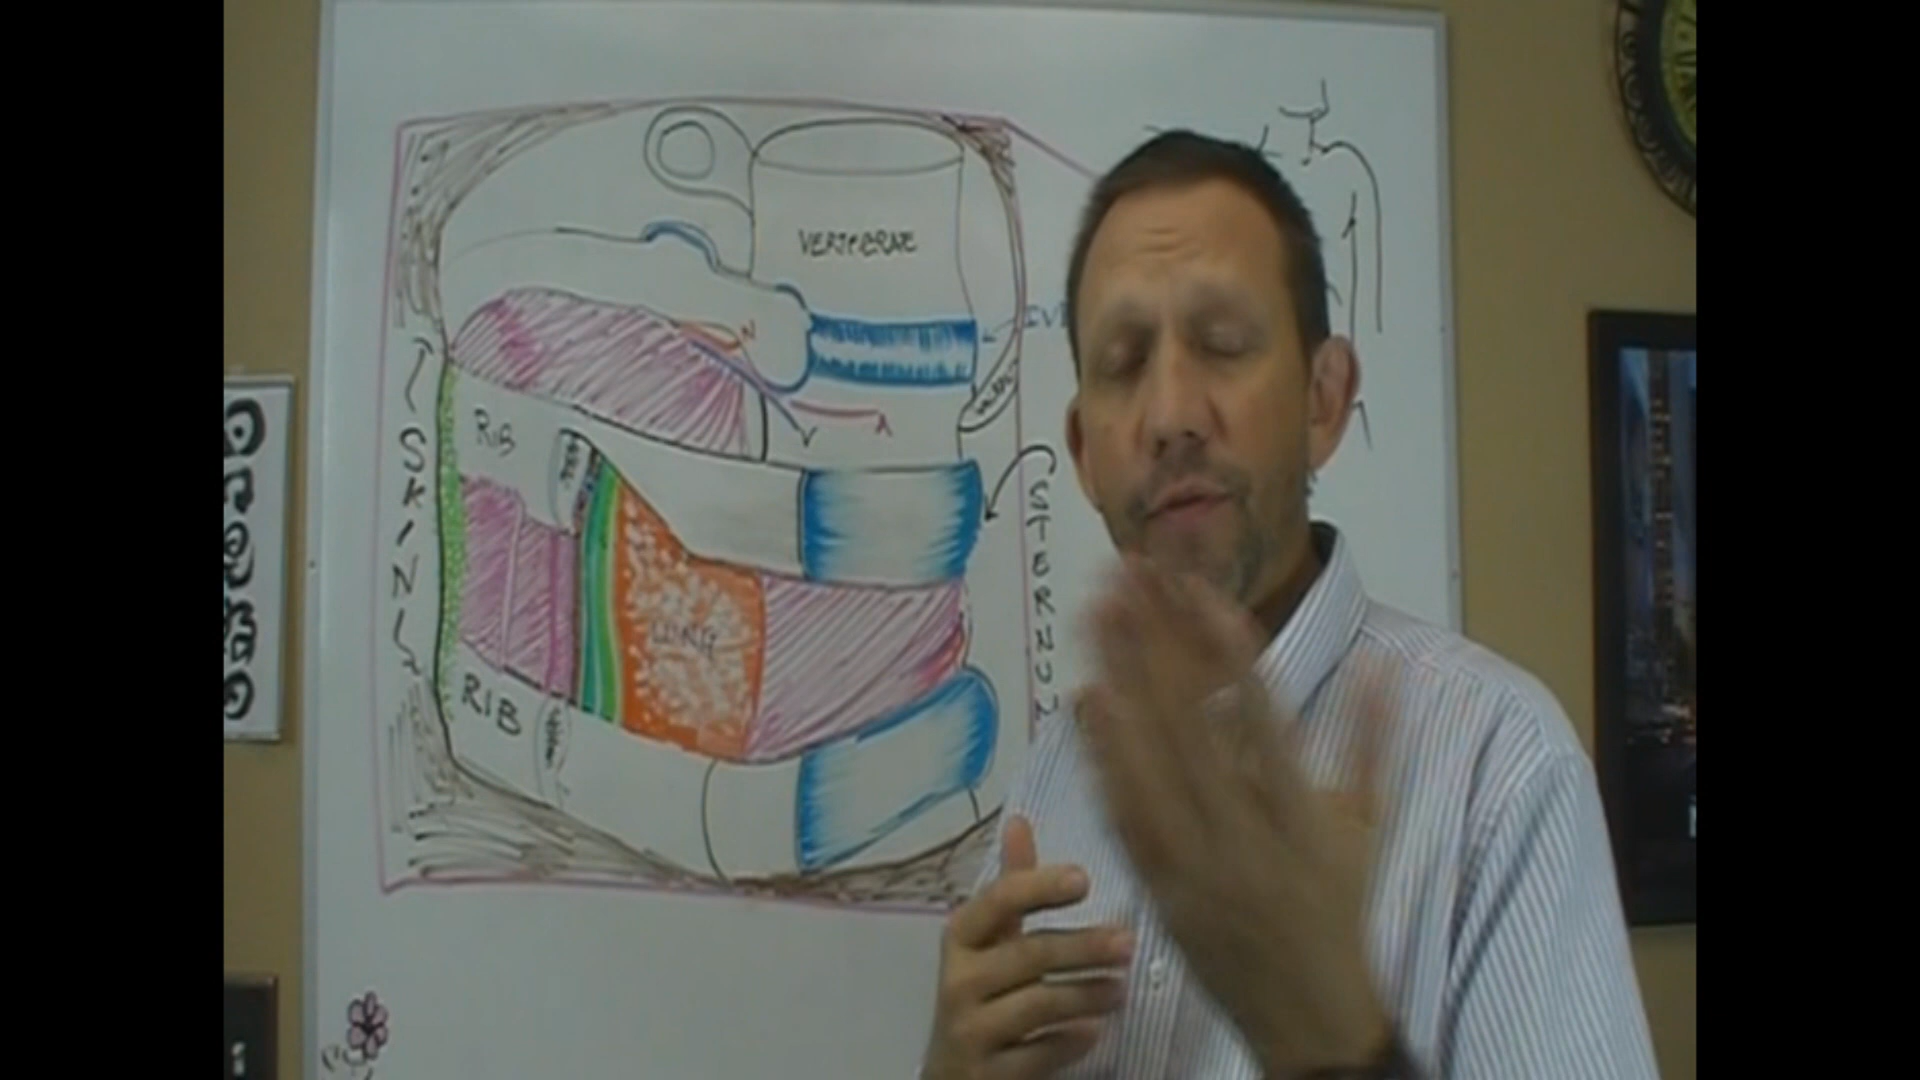 VERTEBRAE
N
V
A
RIB
SKIN
STERNUM
LUNG
RIB